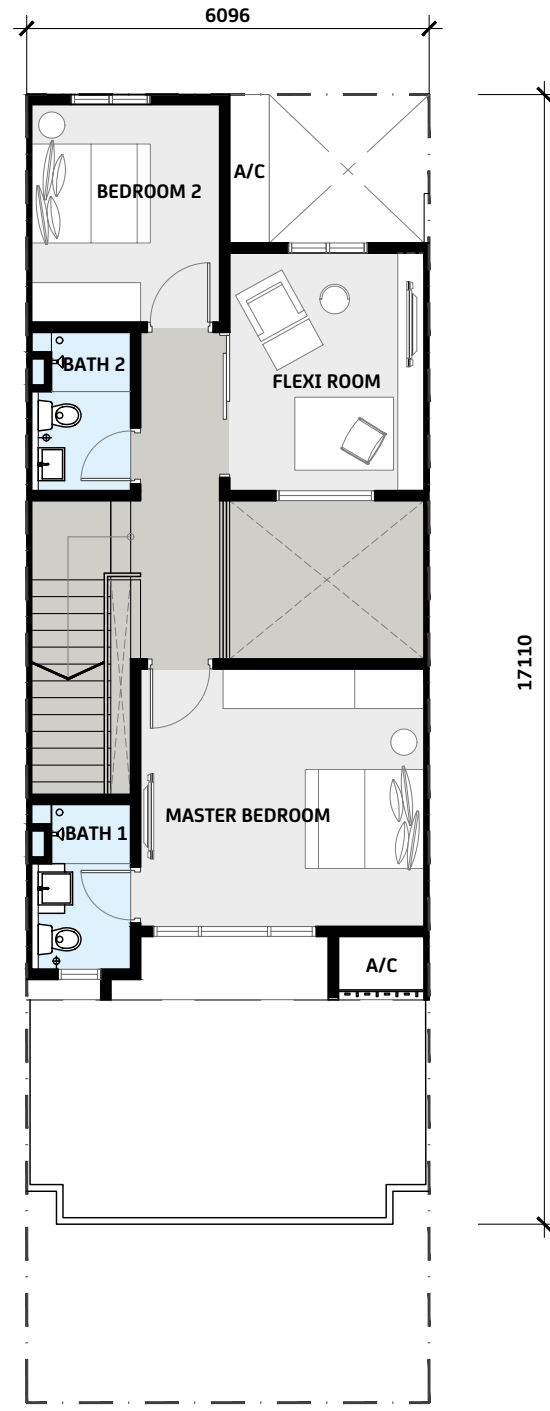 6096
A/C
BEDROOM 2
BATH 2
FLEXI ROOM
17110
MASTER BEDROOM
BATH 1
A/C